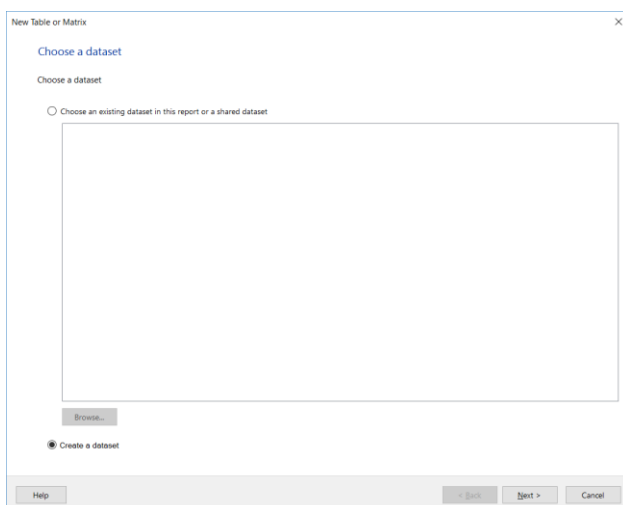 New Table or Matrix
Choose a dataset
Choose a dataset
Choose an existing dataset in this report or a shared dataset
Browse...
Create a dataset
Help < Back Next > Cancel